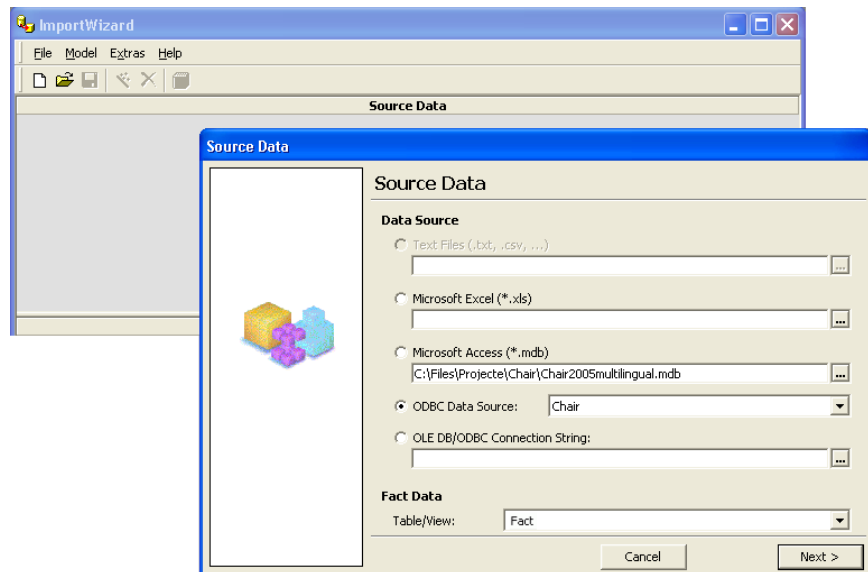 ImportWizard
File Model Extras Help
Source Data
Source Data
Source Data
Data Source
Text Files (.txt, .csv, ...)
...
Microsoft Excel (*.xls)
...
Microsoft Access (*.mdb)
C:\Files\Projecte\Chair\Chair2005multilingual.mdb ...
ODBC Data Source: Chair
OLE DB/ODBC Connection String:
...
Fact Data
Table/View: Fact
Cancel Next >